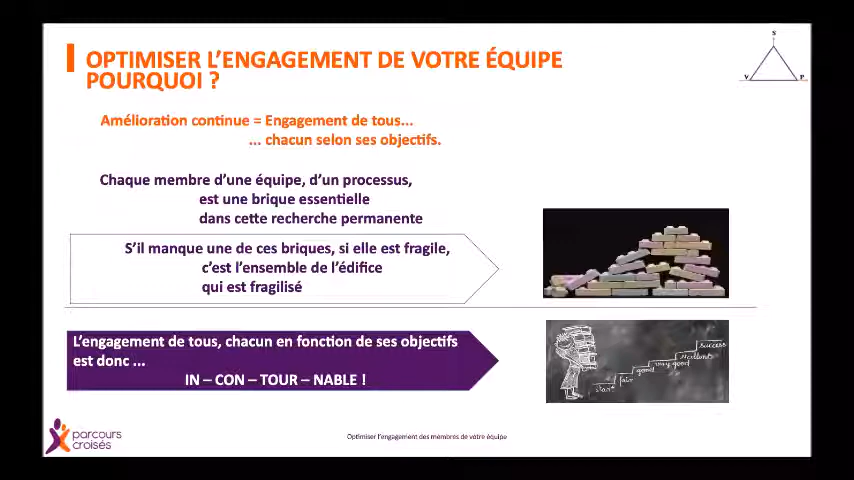 S
V P
OPTIMISER L'ENGAGEMENT DE VOTRE ÉQUIPE
POURQUOI ?
Amélioration continue = Engagement de tous...
... chacun selon ses objectifs.
Chaque membre d'une équipe, d'un processus,
est une brique essentielle
dans cette recherche permanente
S'il manque une de ces briques, si elle est fragile,
c'est l'ensemble de l'édifice
qui est fragilisé
L'engagement de tous, chacun en fonction de ses objectifs
est donc ...
IN – CON – TOUR – NABLE !
success
excellent
very good
good
fair
parcours
croisés
Optimiser l'engagement des membres de votre équipe